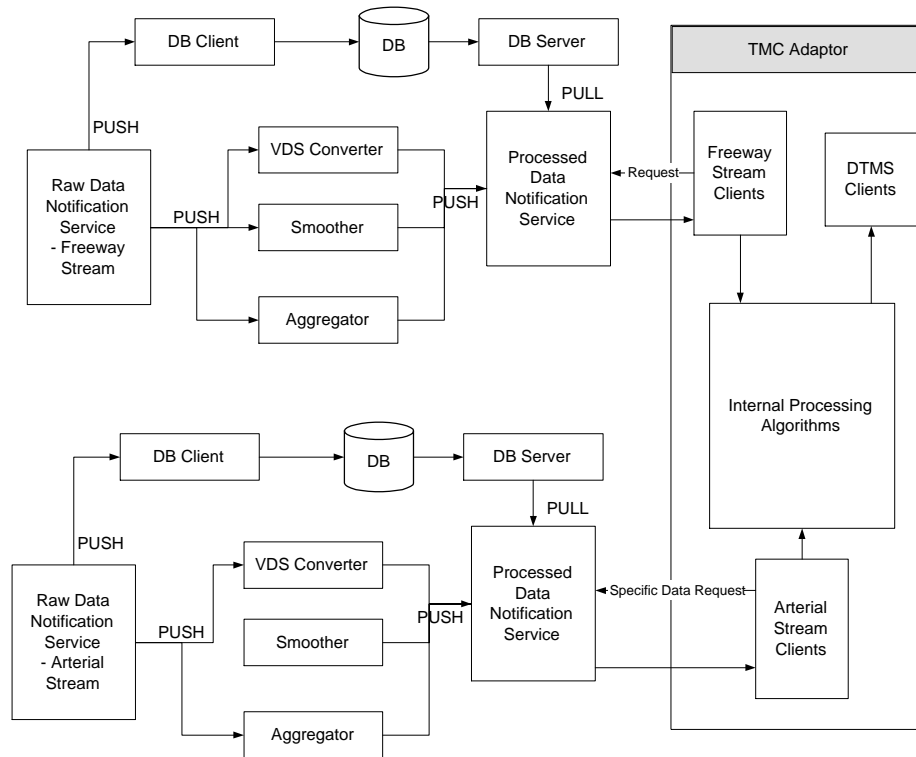 DB Client
DB
DB Server
TMC Adaptor
PULL
PUSH
VDS Converter
Processed
Data
Notification
Service
Request
Freeway
Stream
Clients
DTMS
Clients
Raw Data
Notification
Service
- Freeway
Stream
PUSH
PUSH
Smoother
Aggregator
Internal Processing
Algorithms
DB Client
DB
DB Server
PULL
PUSH
VDS Converter
Processed
Data
Notification
Service
Specific Data Request
Raw Data
Notification
Service
- Arterial
Stream
PUSH
PUSH
Smoother
Arterial
Stream
Clients
Aggregator